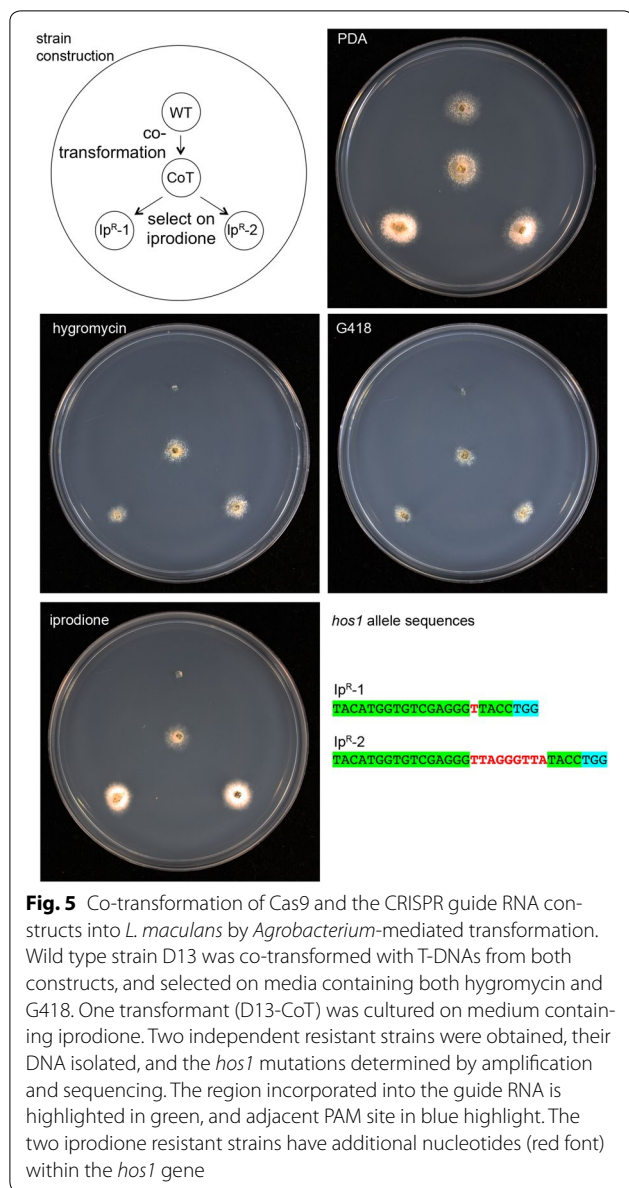 strain
construction
WT
co-
transformation
CoT
select on
iprodione
Ipᴿ-1
Ipᴿ-2
PDA
hygromycin
G418
iprodione
hos1 allele sequences
Ipᴿ-1
TACATGGTGTCGAGGGTTACCTGG
Ipᴿ-2
TACATGGTGTCGAGGGTTAGGGTTATACCTGG
Fig. 5 Co-transformation of Cas9 and the CRISPR guide RNA con-
structs into L. maculans by Agrobacterium-mediated transformation.
Wild type strain D13 was co-transformed with T-DNAs from both
constructs, and selected on media containing both hygromycin and
G418. One transformant (D13-CoT) was cultured on medium contain-
ing iprodione. Two independent resistant strains were obtained, their
DNA isolated, and the hos1 mutations determined by amplification
and sequencing. The region incorporated into the guide RNA is
highlighted in green, and adjacent PAM site in blue highlight. The
two iprodione resistant strains have additional nucleotides (red font)
within the hos1 gene